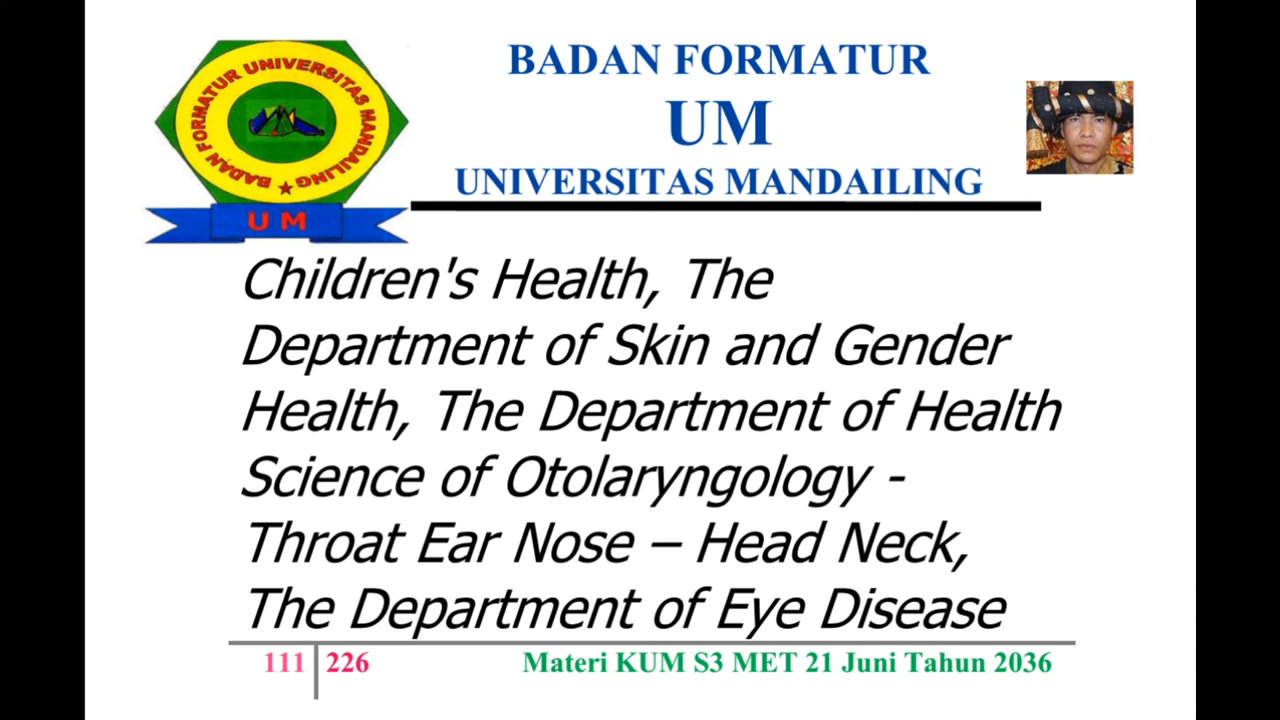 BADAN FORMATUR UNIVERSITAS MANDAILING
U M
BADAN FORMATUR
UM
UNIVERSITAS MANDAILING
Children's Health, The
Department of Skin and Gender
Health, The Department of Health
Science of Otolaryngology -
Throat Ear Nose – Head Neck,
The Department of Eye Disease
111 226
Materi KUM S3 MET 21 Juni Tahun 2036